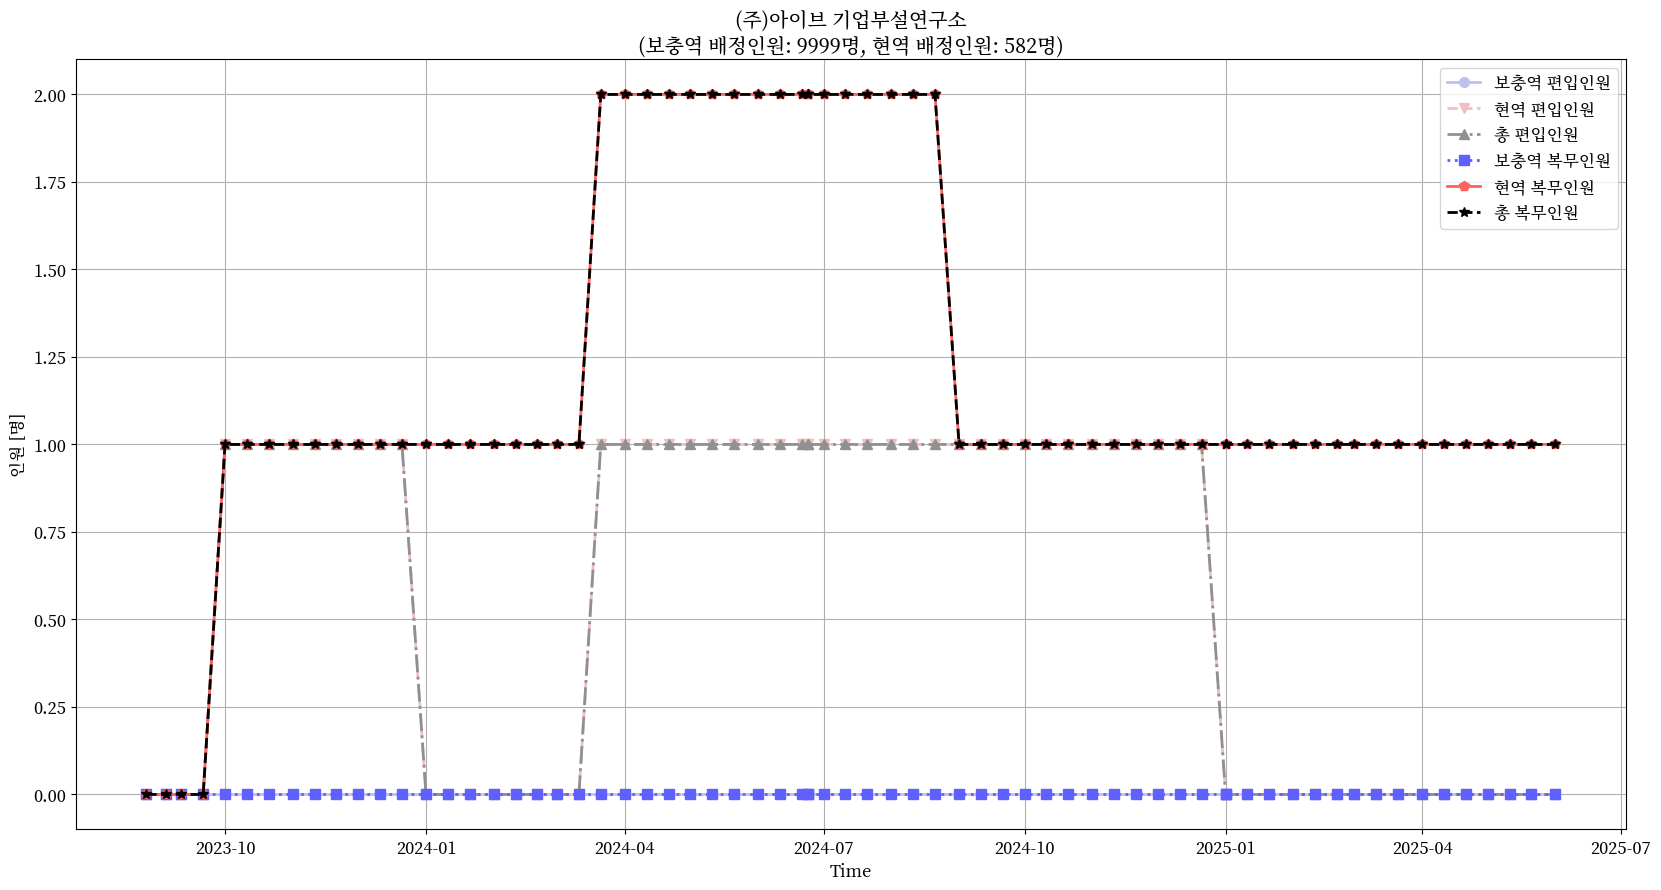 (주)아이브 기업부설연구소
(보충역 배정인원: 9999명, 현역 배정인원: 582명)
보충역 편입인원
현역 편입인원
총 편입인원
보충역 복무인원
현역 복무인원
총 복무인원
2.00
1.75
1.50
1.25
1.00
0.75
0.50
0.25
0.00
인원 [명]
2023-10
2024-01
2024-04
2024-07
2024-10
2025-01
2025-04
2025-07
Time